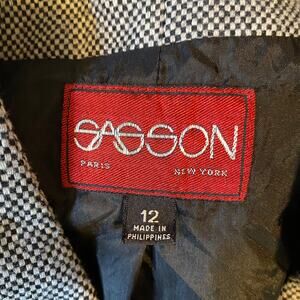 SASSON
PARIS NEW YORK
12
MADE IN
PHILIPPINES